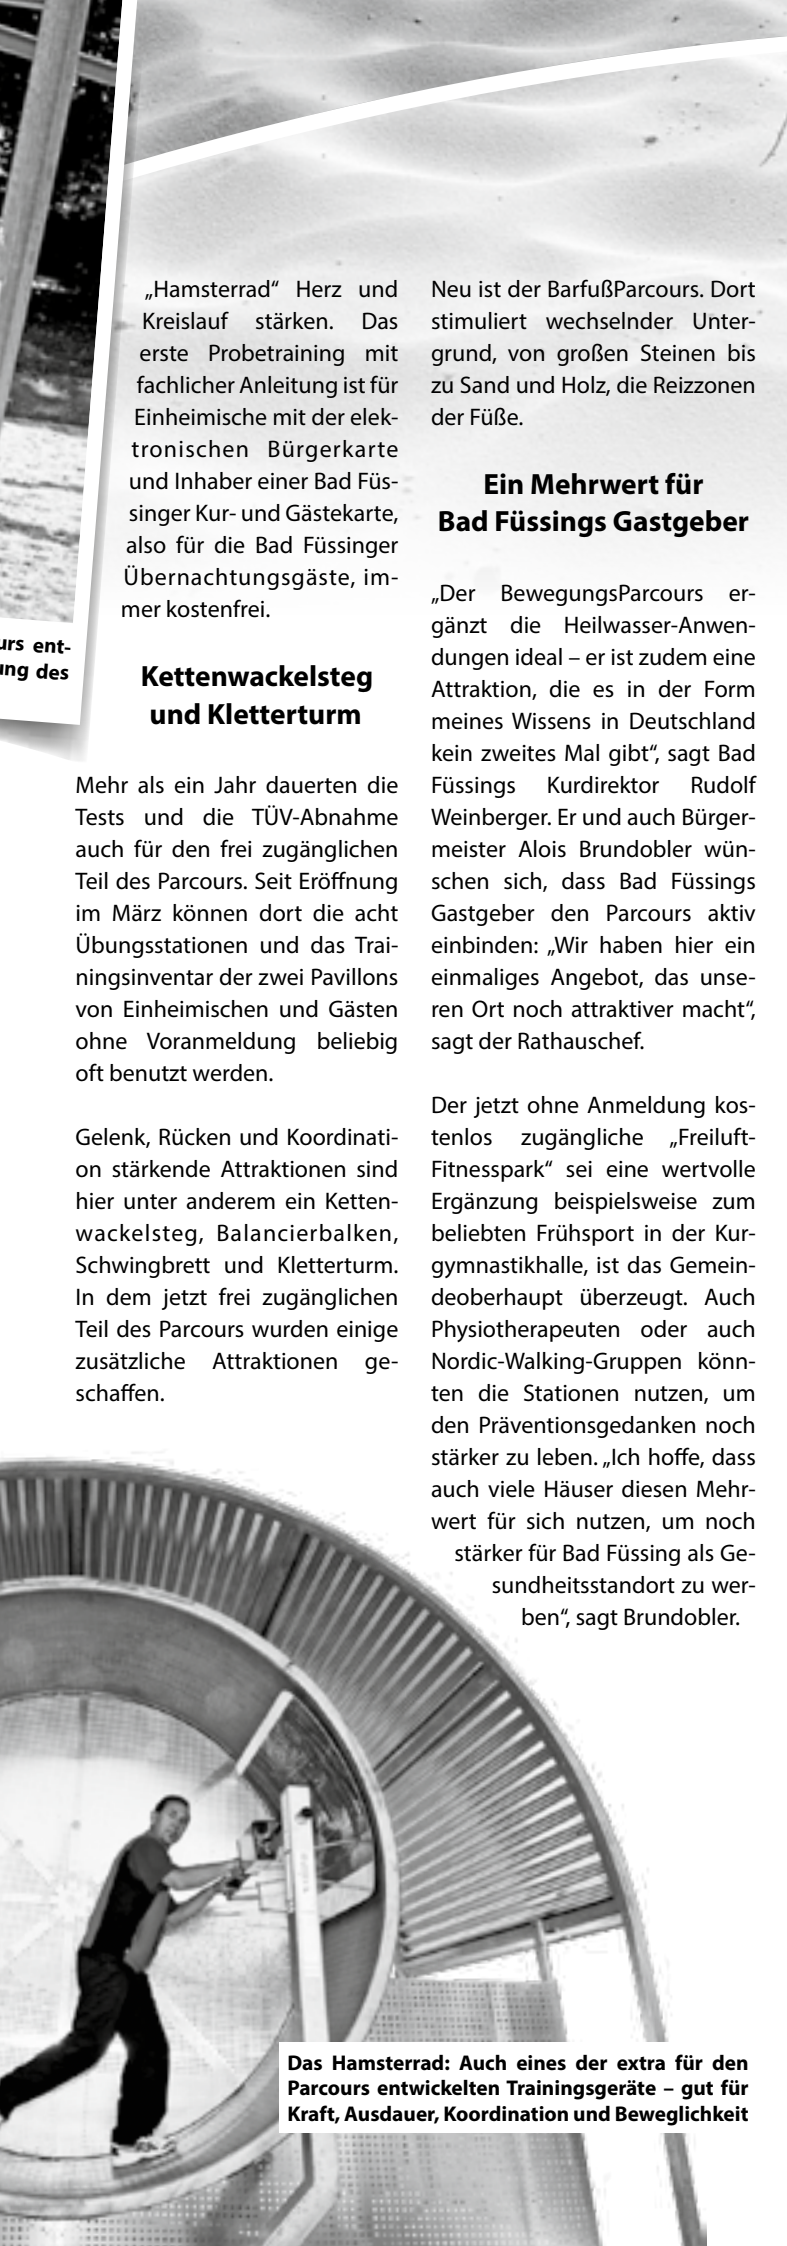 „Hamsterrad“ Herz und
Kreislauf stärken. Das
erste Probetraining mit
fachlicher Anleitung ist für
Einheimische mit der elek-
tronischen Bürgerkarte
und Inhaber einer Bad Füs-
singer Kur- und Gästekarte,
also für die Bad Füssinger
Übernachtungsgäste, im-
mer kostenfrei.
ent-
des
Kettenwackelsteg
und Kletterturm
Mehr als ein Jahr dauerten die
Tests und die TÜV-Abnahme
auch für den frei zugänglichen
Teil des Parcours. Seit Eröffnung
im März können dort die acht
Übungsstationen und das Trai-
ningsinventar der zwei Pavillons
von Einheimischen und Gästen
ohne Voranmeldung beliebig
oft benutzt werden.
Gelenk, Rücken und Koordinati-
on stärkende Attraktionen sind
hier unter anderem ein Ketten-
wackelsteg, Balancierbalken,
Schwingbrett und Kletterturm.
In dem jetzt frei zugänglichen
Teil des Parcours wurden einige
zusätzliche Attraktionen ge-
schaffen.
Neu ist der BarfußParcours. Dort
stimuliert wechselnder Unter-
grund, von großen Steinen bis
zu Sand und Holz, die Reizzonen
der Füße.
Ein Mehrwert für
Bad Füssings Gastgeber
„Der BewegungsParcours er-
gänzt die Heilwasser-Anwen-
dungen ideal – er ist zudem eine
Attraktion, die es in der Form
meines Wissens in Deutschland
kein zweites Mal gibt“, sagt Bad
Füssings Kurdirektor Rudolf
Weinberger. Er und auch Bürger-
meister Alois Brundobler wün-
schen sich, dass Bad Füssings
Gastgeber den Parcours aktiv
einbinden: „Wir haben hier ein
einmaliges Angebot, das unse-
ren Ort noch attraktiver macht“,
sagt der Rathauschef.
Der jetzt ohne Anmeldung kos-
tenlos zugängliche „Freiluft-
Fitnesspark“ sei eine wertvolle
Ergänzung beispielsweise zum
beliebten Frühsport in der Kur-
gymnastikhalle, ist das Gemein-
deoberhaupt überzeugt. Auch
Physiotherapeuten oder auch
Nordic-Walking-Gruppen könn-
ten die Stationen nutzen, um
den Präventionsgedanken noch
stärker zu leben. „Ich hoffe, dass
auch viele Häuser diesen Mehr-
wert für sich nutzen, um noch
stärker für Bad Füssing als Ge-
sundheitsstandort zu wer-
ben“, sagt Brundobler.
Das Hamsterrad: Auch eines der extra für den
Parcours entwickelten Trainingsgeräte – gut für
Kraft, Ausdauer, Koordination und Beweglichkeit